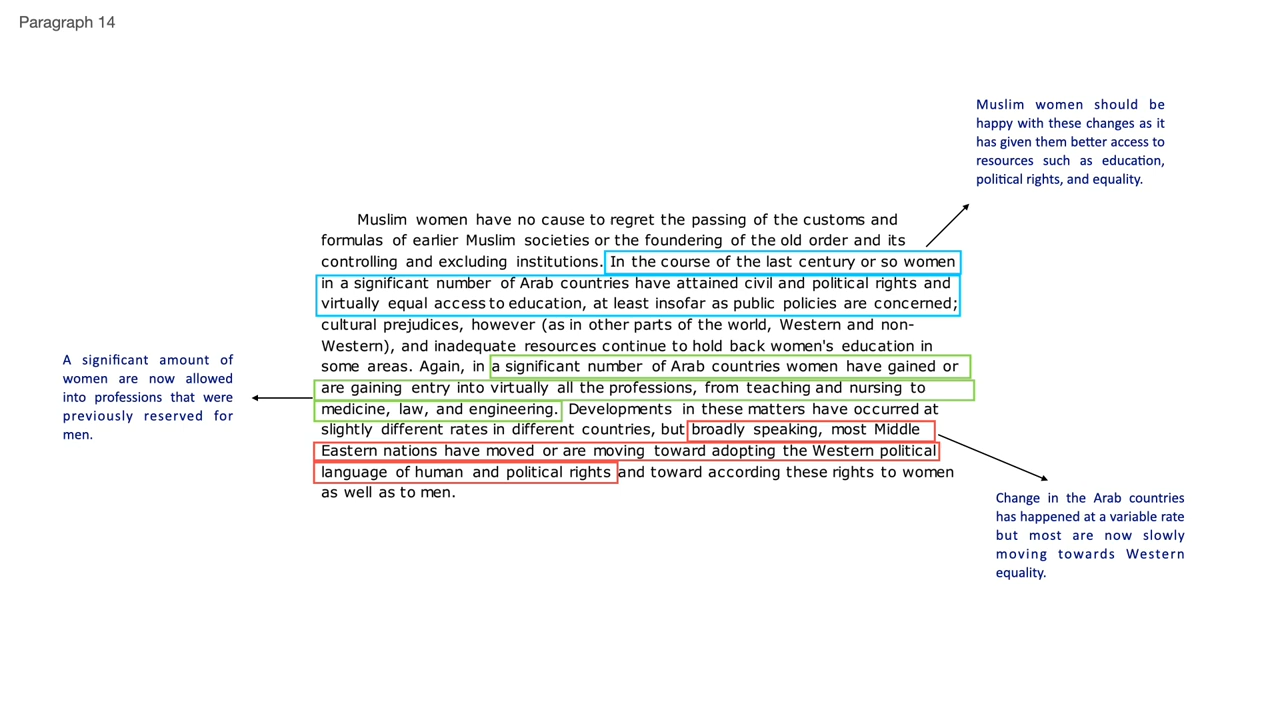 Paragraph 14
Muslim women should be
happy with these changes as it
has given them better access to
resources such as education,
political rights, and equality.
Muslim women have no cause to regret the passing of the customs and
formulas of earlier Muslim societies or the foundering of the old order and its
controlling and excluding institutions. In the course of the last century or so women
in a significant number of Arab countries have attained civil and political rights and
virtually equal access to education, at least insofar as public policies are concerned;
cultural prejudices, however (as in other parts of the world, Western and non-
Western), and inadequate resources continue to hold back women's education in
some areas. Again, in a significant number of Arab countries women have gained or
are gaining entry into virtually all the professions, from teaching and nursing to
medicine, law, and engineering. Developments in these matters have occurred at
slightly different rates in different countries, but broadly speaking, most Middle
Eastern nations have moved or are moving toward adopting the Western political
language of human and political rights and toward according these rights to women
as well as to men.
A significant amount of
women are now allowed
into professions that were
previously reserved for
men.
Change in the Arab countries
has happened at a variable rate
but most are now slowly
moving towards Western
equality.